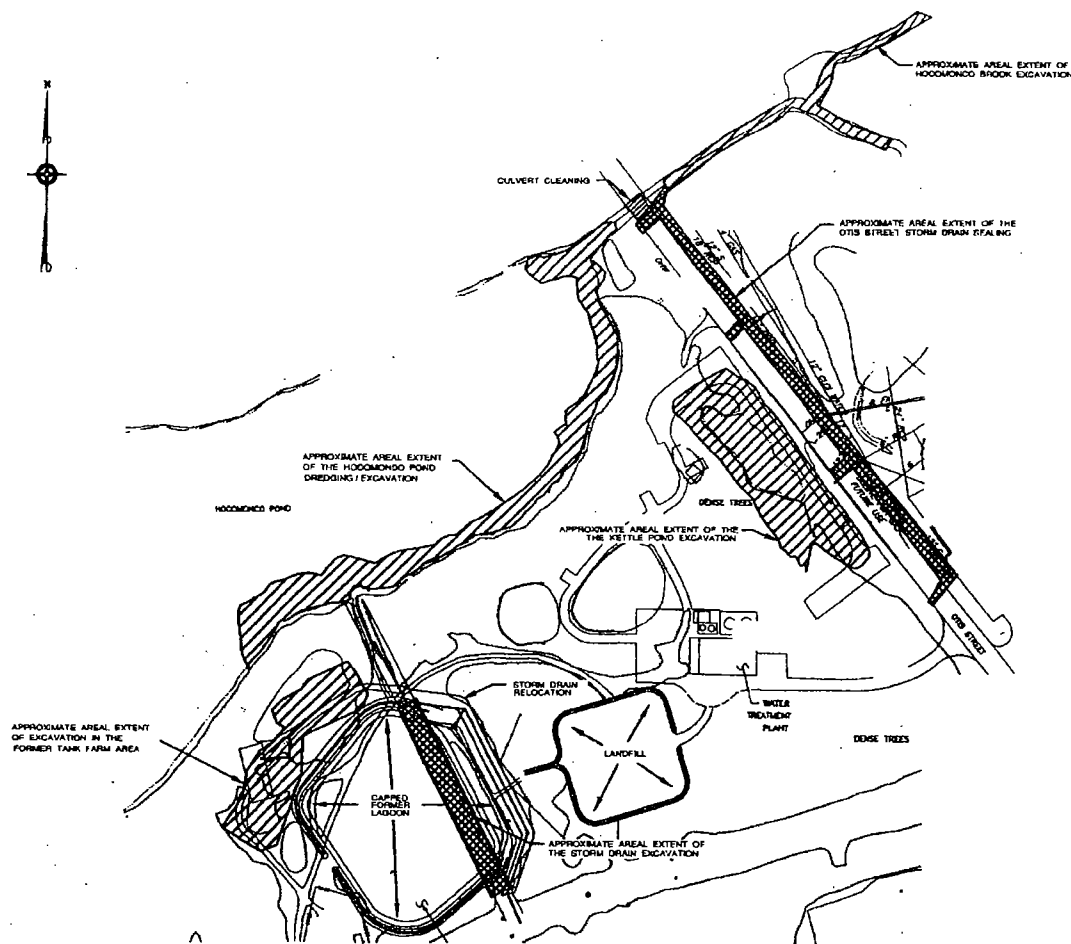 N
APPROXIMATE AREAL EXTENT OF
HOCOMONCO BROOK EXCAVATION
CULVERT CLEANING
APPROXIMATE AREAL EXTENT OF THE
OTIS STREET STORM DRAIN SEALING
APPROXIMATE AREAL EXTENT
OF THE HOCOMONDO POND
DREDGING / EXCAVATION
HOCOMONCO POND
DENSE TREES
APPROXIMATE AREAL EXTENT OF THE
THE KETTLE POND EXCAVATION
FUTURE USE
OTIS STREET
STORM DRAIN
RELOCATION
WATER
TREATMENT
PLANT
APPROXIMATE AREAL EXTENT
OF EXCAVATION IN THE
FORMER TANK FARM AREA
LANDFILL
DENSE TREES
CAPPED
FORMER
LAGOON
APPROXIMATE AREAL EXTENT OF
THE STORM DRAIN EXCAVATION